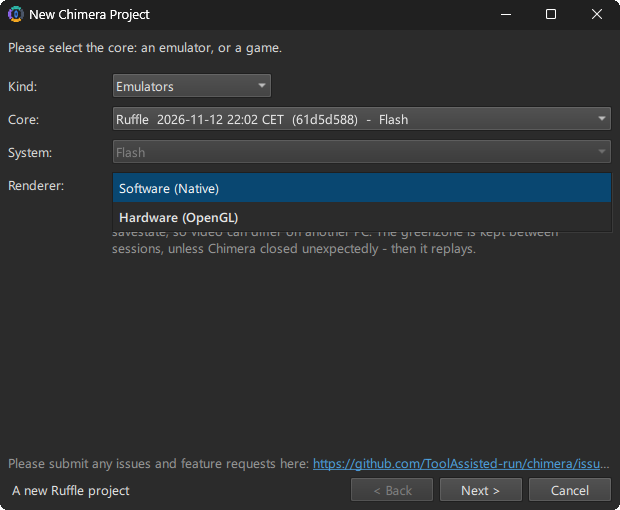 New Chimera Project
Please select the core: an emulator, or a game.
Kind: Emulators
Core: Ruffle 2026-11-12 22:02 CET (61d5d588) - Flash
System: Flash
Renderer: Software (Native)
Hardware (OpenGL)
savestate, so video can differ on another PC. The greenzone is kept between
sessions, unless Chimera closed unexpectedly - then it replays.
Please submit any issues and feature requests here: https://github.com/ToolAssisted-run/chimera/issu...
A new Ruffle project
< Back
Next >
Cancel